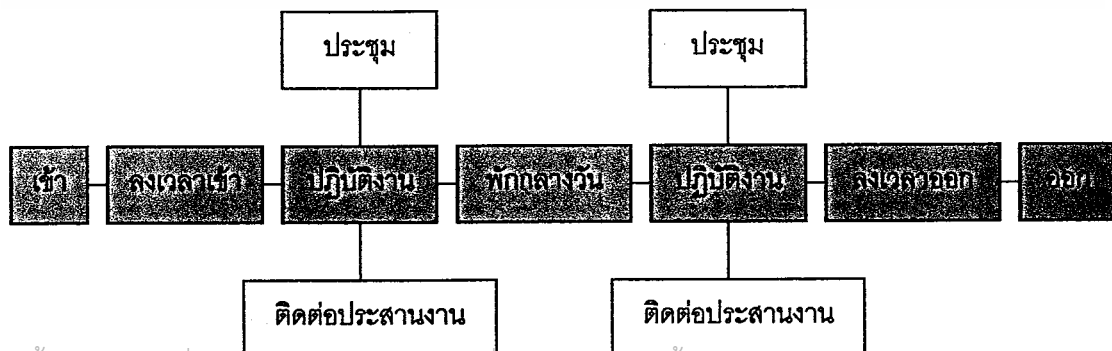 ประชุม
ประชุม
เข้า
ลงเวลาเข้า
ปฏิบัติงาน
พักกลางวัน
ปฏิบัติงาน
ลงเวลาออก
ออก
ติดต่อประสานงาน
ติดต่อประสานงาน